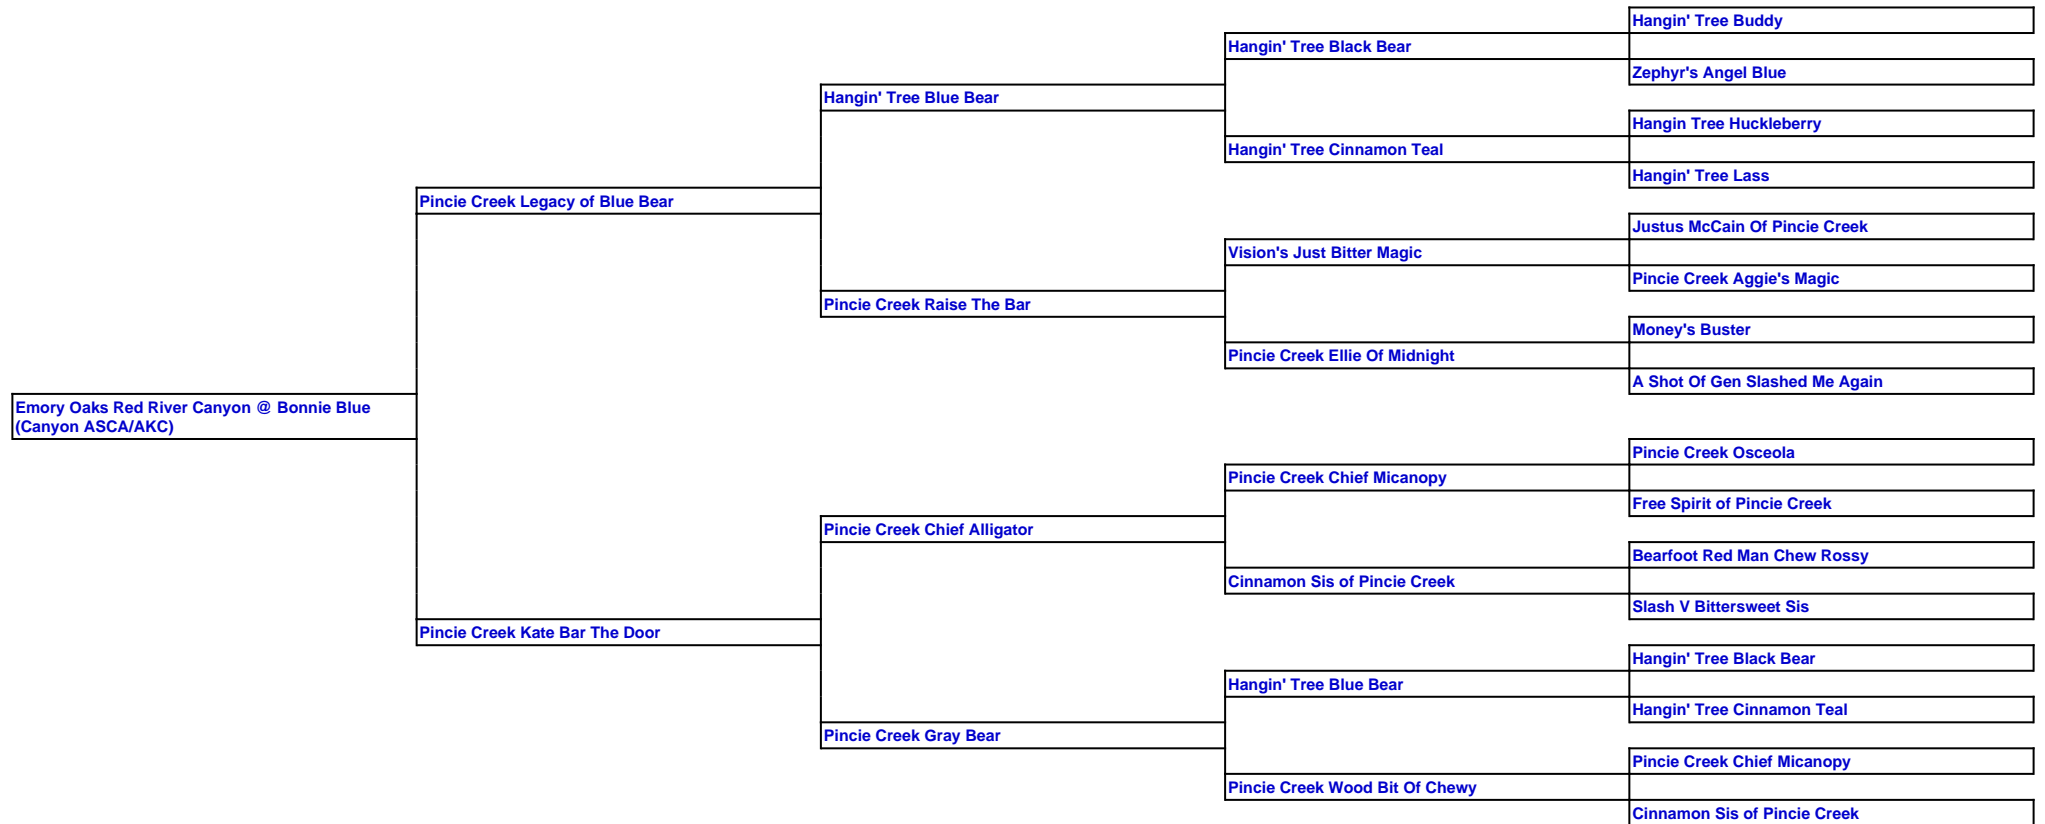 Hangin' Tree Buddy
Hangin' Tree Black Bear
Zephyr's Angel Blue
Hangin' Tree Blue Bear
Hangin Tree Huckleberry
Hangin' Tree Cinnamon Teal
Hangin' Tree Lass
Pincie Creek Legacy of Blue Bear
Justus McCain Of Pincie Creek
Vision's Just Bitter Magic
Pincie Creek Aggie's Magic
Pincie Creek Raise The Bar
Money's Buster
Pincie Creek Ellie Of Midnight
A Shot Of Gen Slashed Me Again
Emory Oaks Red River Canyon @ Bonnie Blue
(Canyon ASCA/AKC)
Pincie Creek Osceola
Pincie Creek Chief Micanopy
Free Spirit of Pincie Creek
Pincie Creek Chief Alligator
Bearfoot Red Man Chew Rossy
Cinnamon Sis of Pincie Creek
Slash V Bittersweet Sis
Pincie Creek Kate Bar The Door
Hangin' Tree Black Bear
Hangin' Tree Blue Bear
Hangin' Tree Cinnamon Teal
Pincie Creek Gray Bear
Pincie Creek Chief Micanopy
Pincie Creek Wood Bit Of Chewy
Cinnamon Sis of Pincie Creek